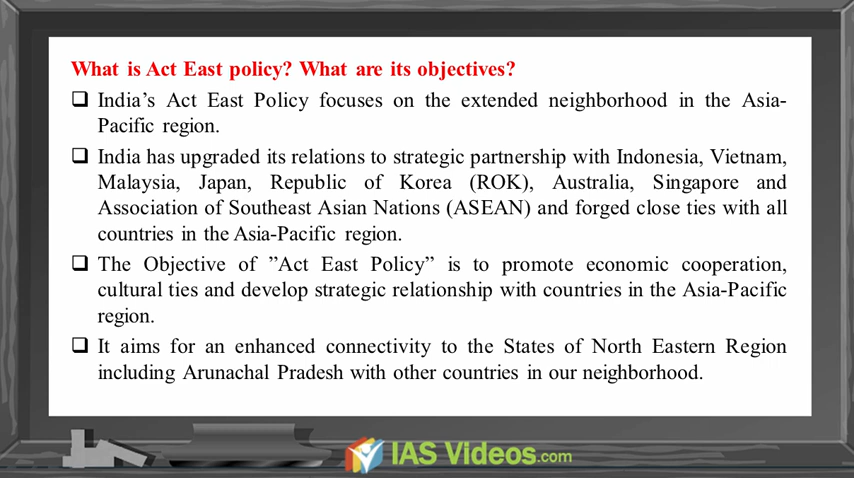 What is Act East policy? What are its objectives?
❑ India’s Act East Policy focuses on the extended neighborhood in the Asia-
Pacific region.
❑ India has upgraded its relations to strategic partnership with Indonesia, Vietnam,
Malaysia, Japan, Republic of Korea (ROK), Australia, Singapore and
Association of Southeast Asian Nations (ASEAN) and forged close ties with all
countries in the Asia-Pacific region.
❑ The Objective of ”Act East Policy” is to promote economic cooperation,
cultural ties and develop strategic relationship with countries in the Asia-Pacific
region.
❑ It aims for an enhanced connectivity to the States of North Eastern Region
including Arunachal Pradesh with other countries in our neighborhood.
IAS Videos.com